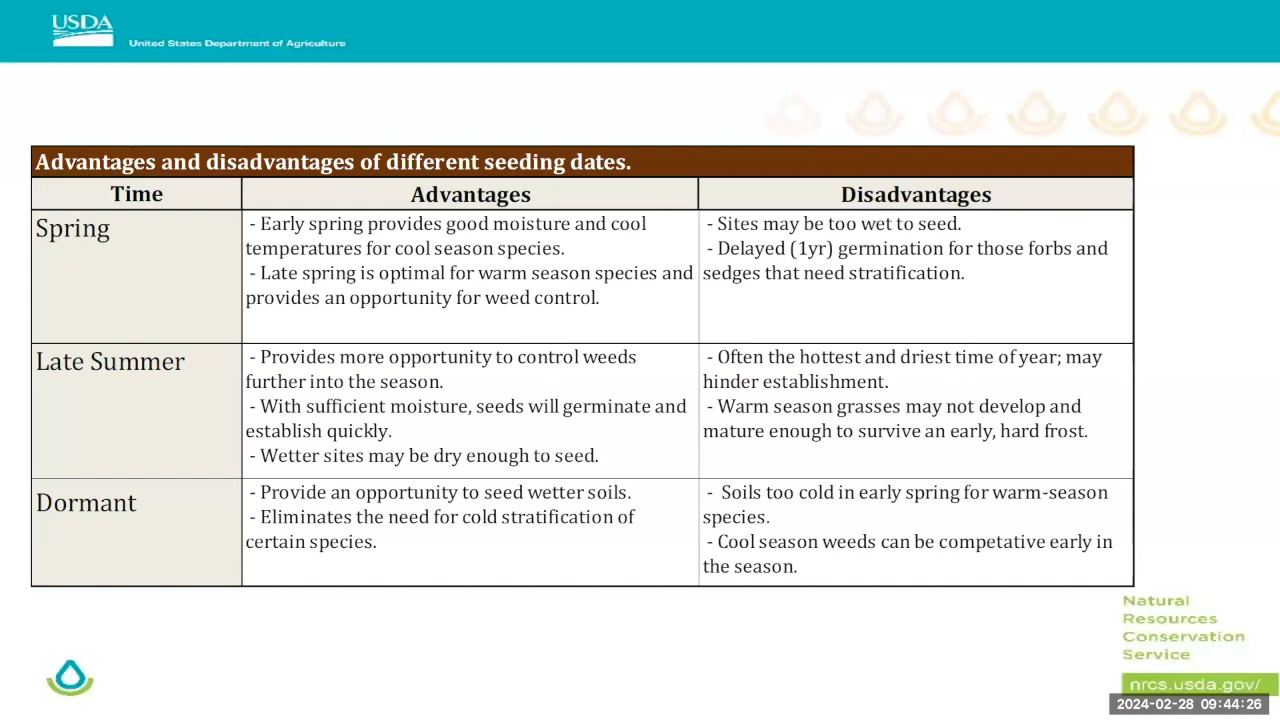 USDA
United States Department of Agriculture
Advantages and disadvantages of different seeding dates.
Time
Advantages
Disadvantages
Spring
- Early spring provides good moisture and cool
temperatures for cool season species.
- Late spring is optimal for warm season species and
provides an opportunity for weed control.
- Sites may be too wet to seed.
- Delayed (1yr) germination for those forbs and
sedges that need stratification.
Late Summer
- Provides more opportunity to control weeds
further into the season.
- With sufficient moisture, seeds will germinate and
establish quickly.
- Wetter sites may be dry enough to seed.
- Often the hottest and driest time of year; may
hinder establishment.
- Warm season grasses may not develop and
mature enough to survive an early, hard frost.
Dormant
- Provide an opportunity to seed wetter soils.
- Eliminates the need for cold stratification of
certain species.
- Soils too cold in early spring for warm-season
species.
- Cool season weeds can be competative early in
the season.
Natural
Resources
Conservation
Service
nrcs.usda.gov/
2024-02-28 09:44:26